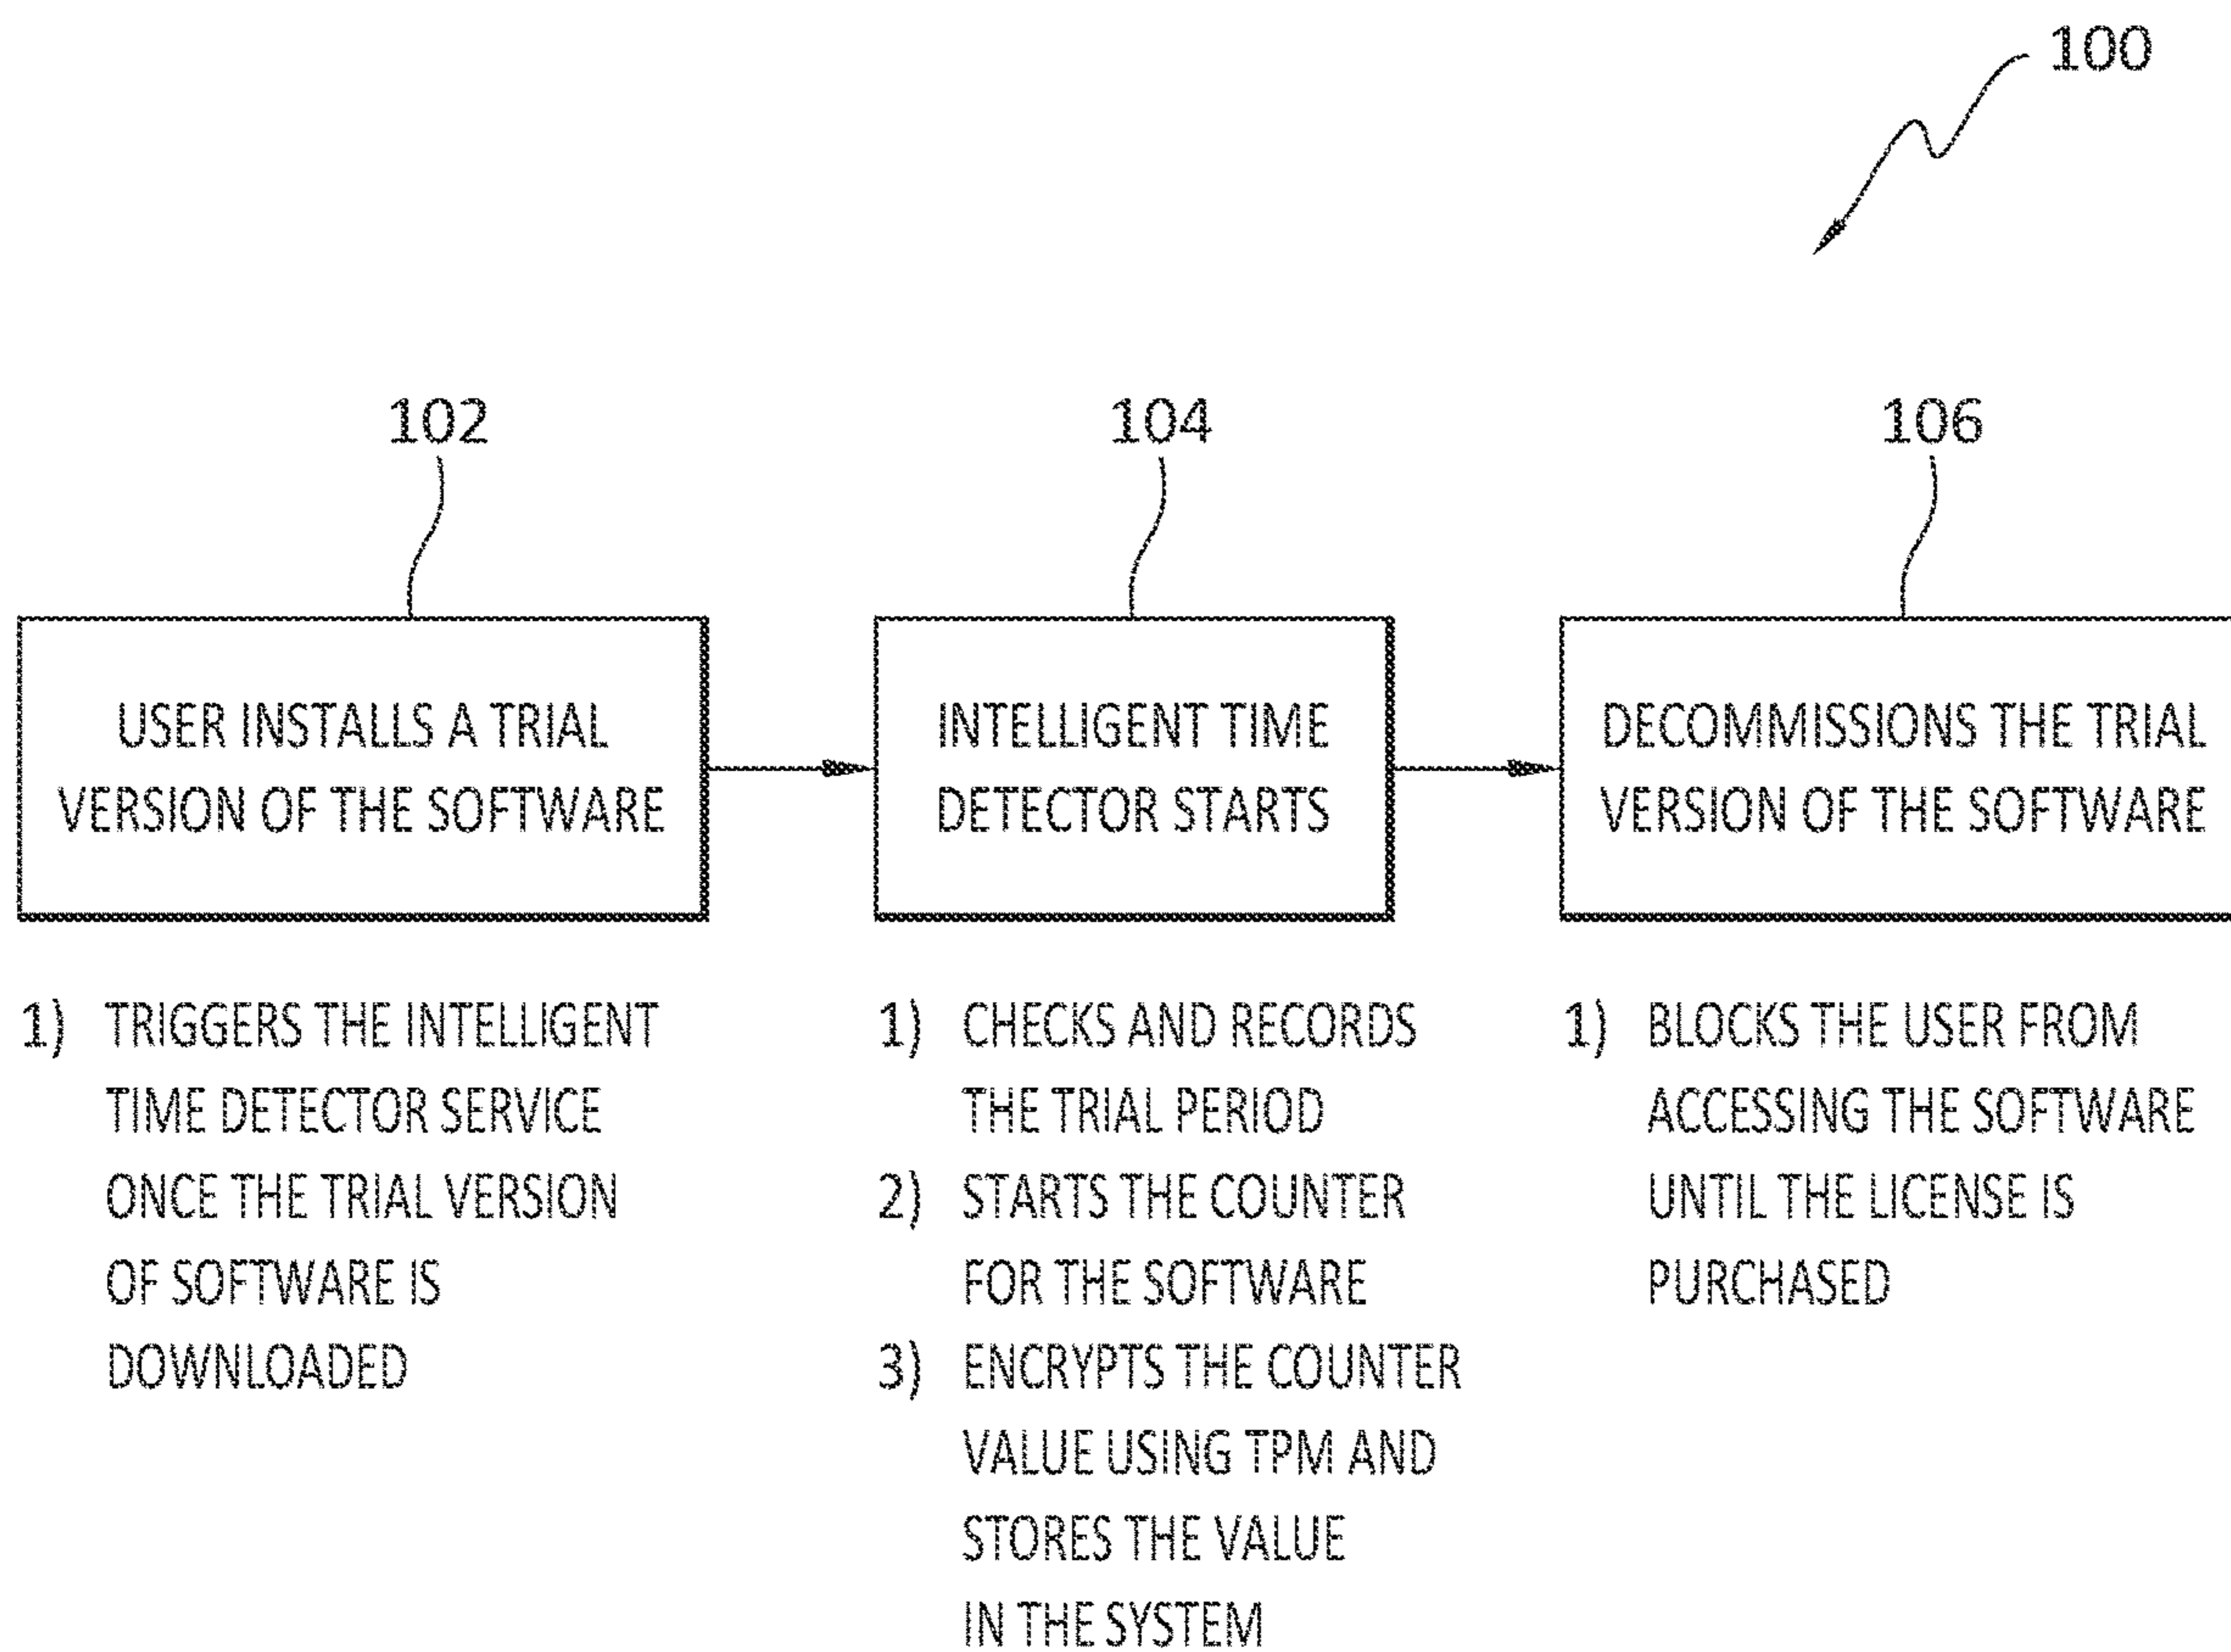 100
102
104
106
USER INSTALLS A TRIAL
VERSION OF THE SOFTWARE
INTELLIGENT TIME
DETECTOR STARTS
DECOMMISSIONS THE TRIAL
VERSION OF THE SOFTWARE
1) TRIGGERS THE INTELLIGENT
TIME DETECTOR SERVICE
ONCE THE TRIAL VERSION
OF SOFTWARE IS
DOWNLOADED
1) CHECKS AND RECORDS
THE TRIAL PERIOD
2) STARTS THE COUNTER
FOR THE SOFTWARE
3) ENCRYPTS THE COUNTER
VALUE USING TPM AND
STORES THE VALUE
IN THE SYSTEM
1) BLOCKS THE USER FROM
ACCESSING THE SOFTWARE
UNTIL THE LICENSE IS
PURCHASED